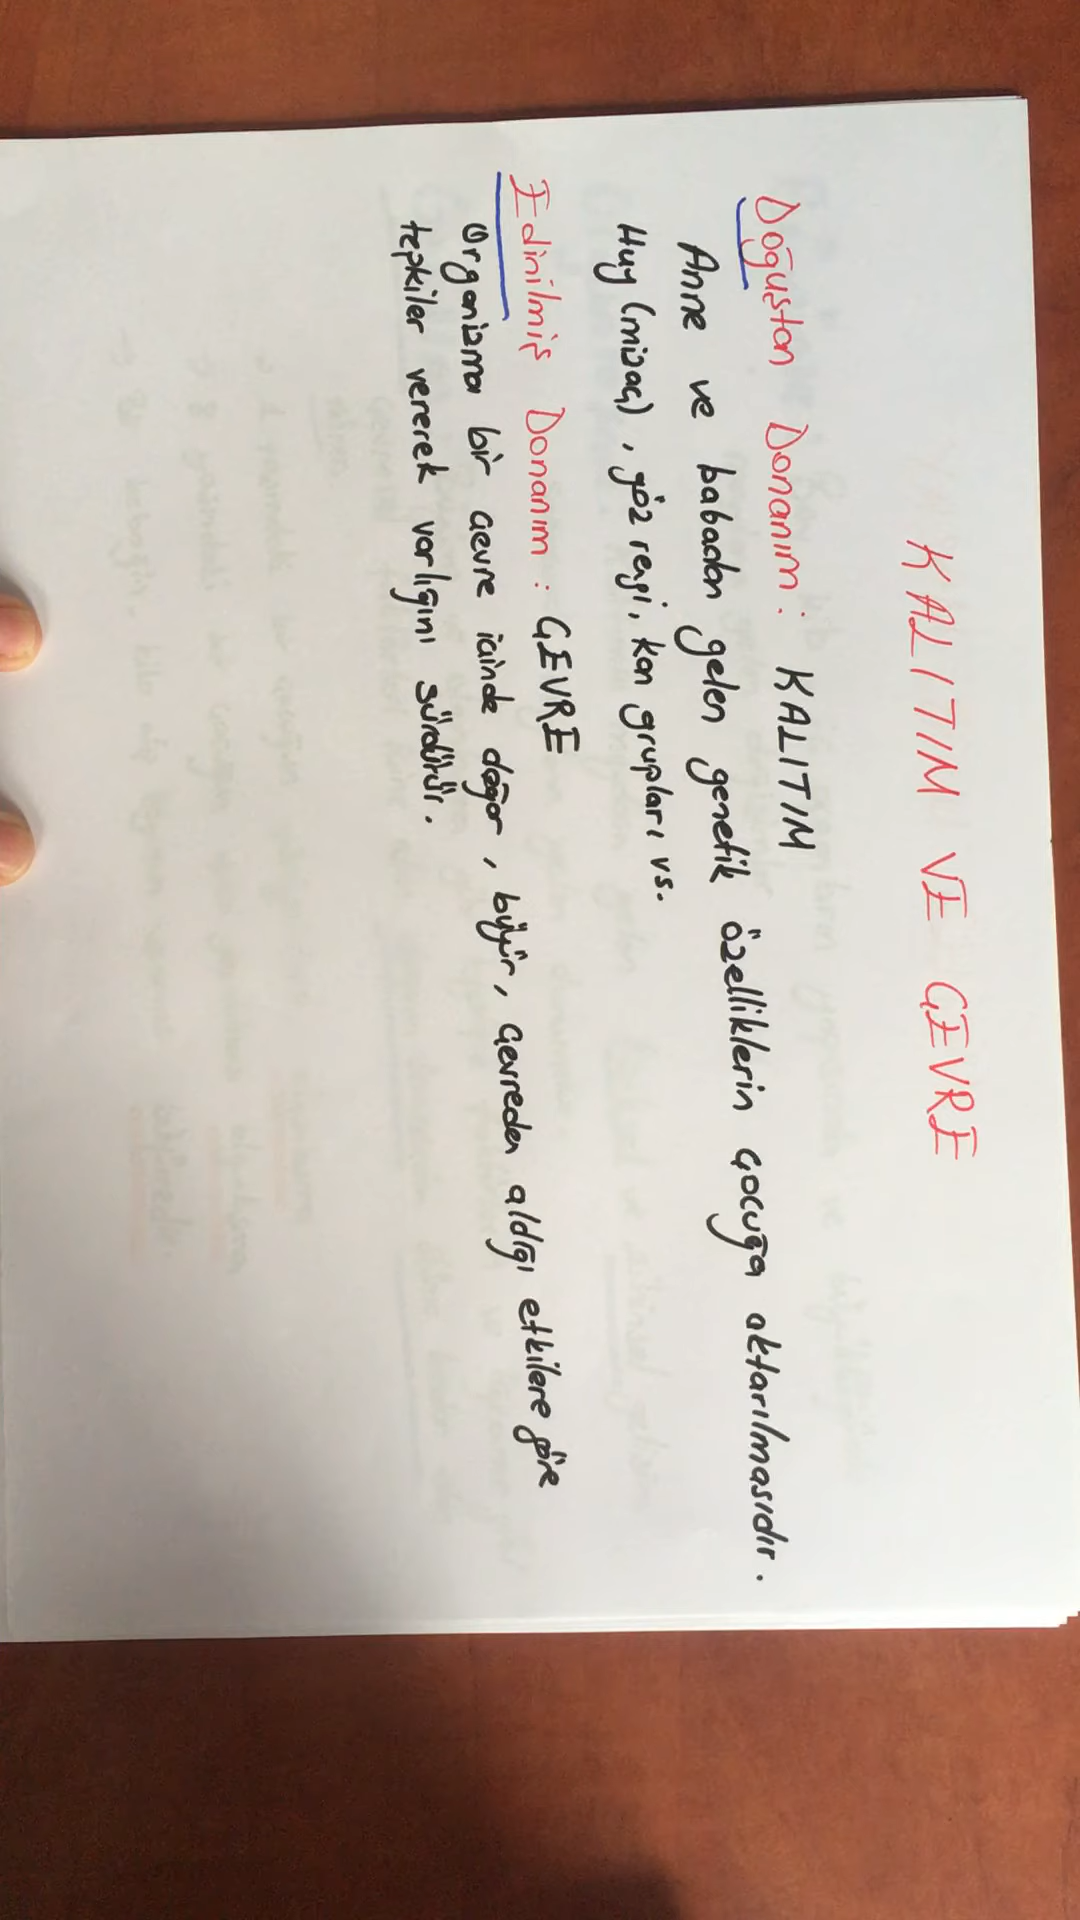 KALITIM VE ÇEVRE
Doğuştan Donanım: KALITIM
Anne ve babadan gelen genetik özelliklerin çocuğa aktarılmasıdır.
Huy (mizaç), göz rengi, kan grupları vs.
Edinilmiş Donanım: ÇEVRE
Organizma bir çevre içinde doğar, büyür, çevreden aldığı etkilere göre
tepkiler vererek varlığını sürdürür.